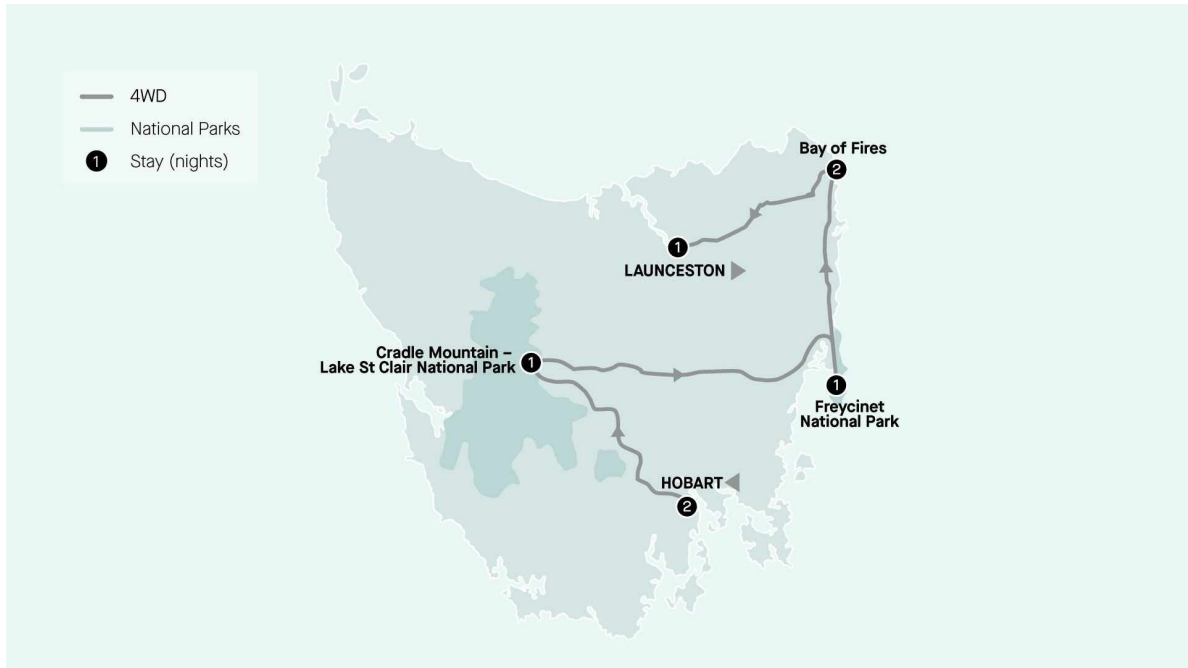 4WD
National Parks
1 Stay (nights)
Bay of Fires
2
1
LAUNCESTON
Cradle Mountain –
Lake St Clair National Park
1
1
Freycinet
National Park
HOBART
2